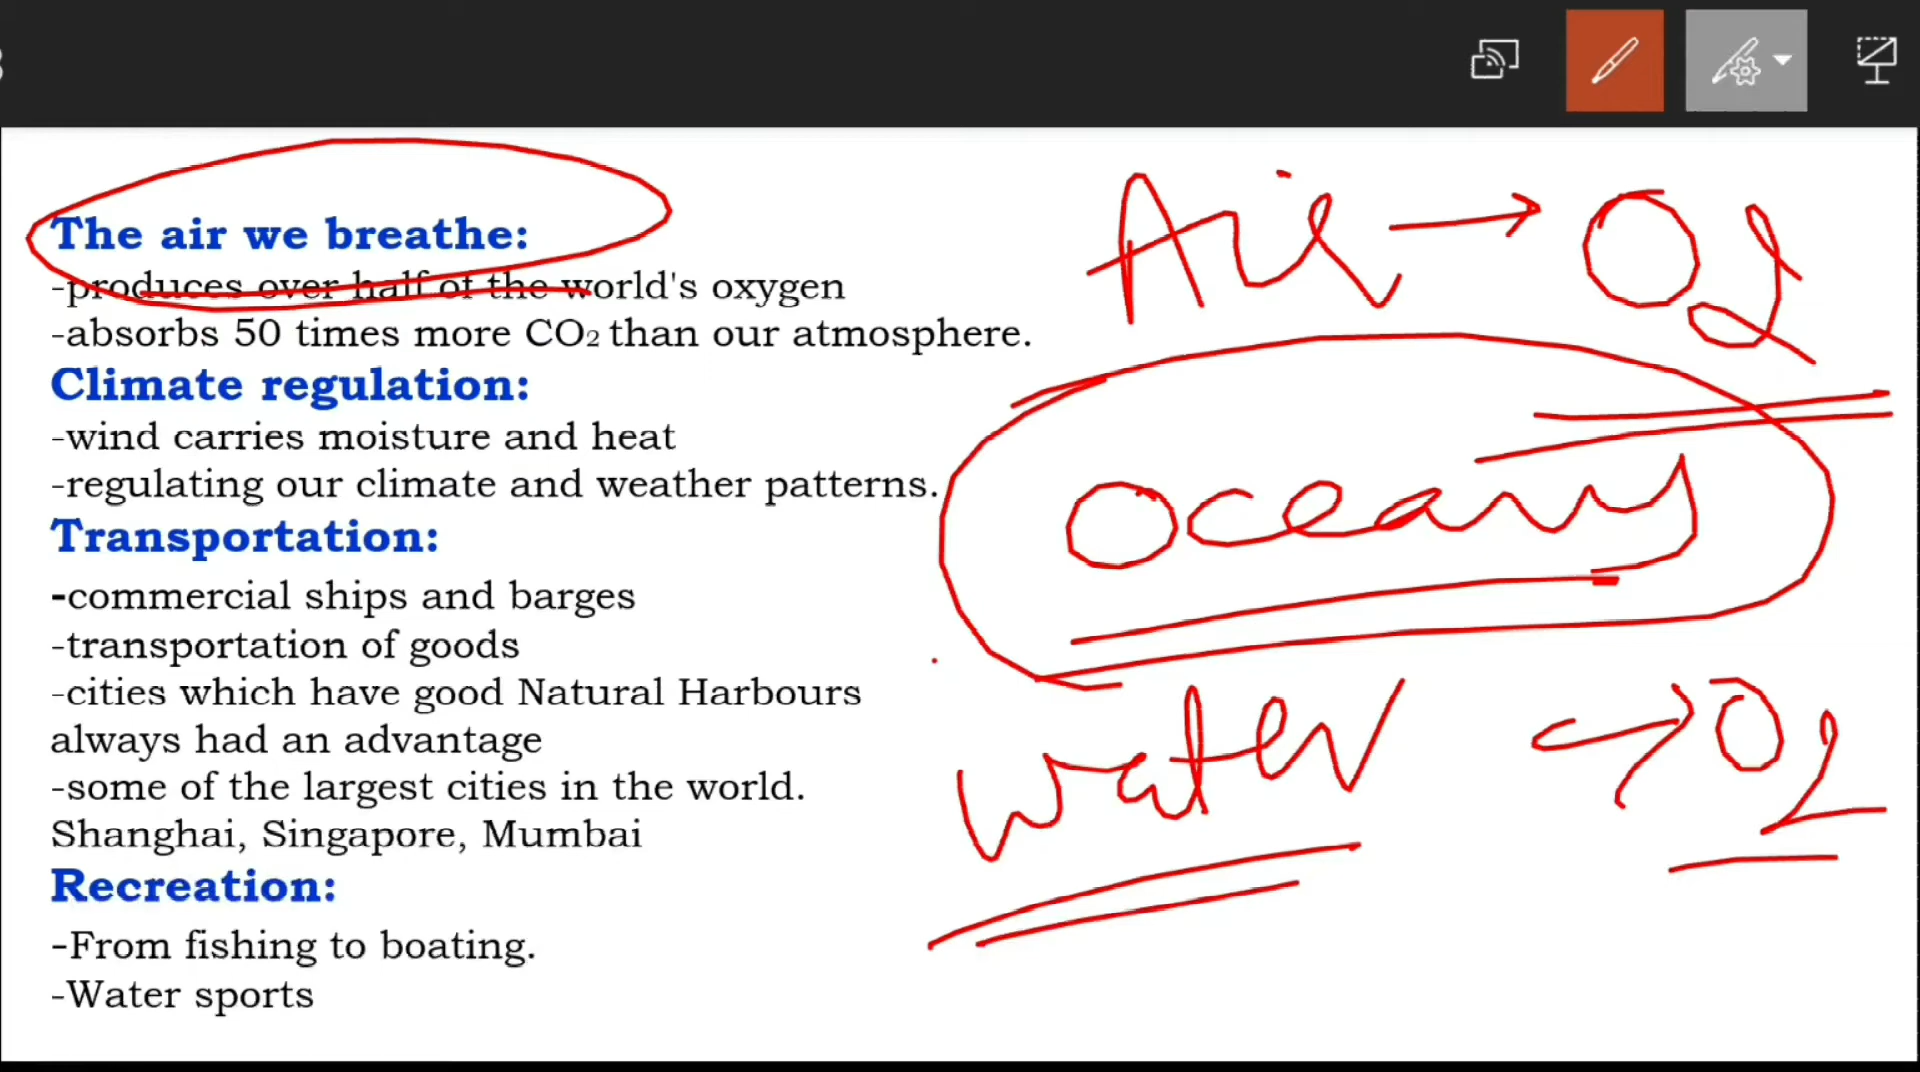 The air we breathe:
-produces over half of the world's oxygen
-absorbs 50 times more CO₂ than our atmosphere.
Climate regulation:
-wind carries moisture and heat
-regulating our climate and weather patterns.
Transportation:
-commercial ships and barges
-transportation of goods
-cities which have good Natural Harbours
always had an advantage
-some of the largest cities in the world.
Shanghai, Singapore, Mumbai
Recreation:
-From fishing to boating.
-Water sports
Air → O2
oceans
water → O2